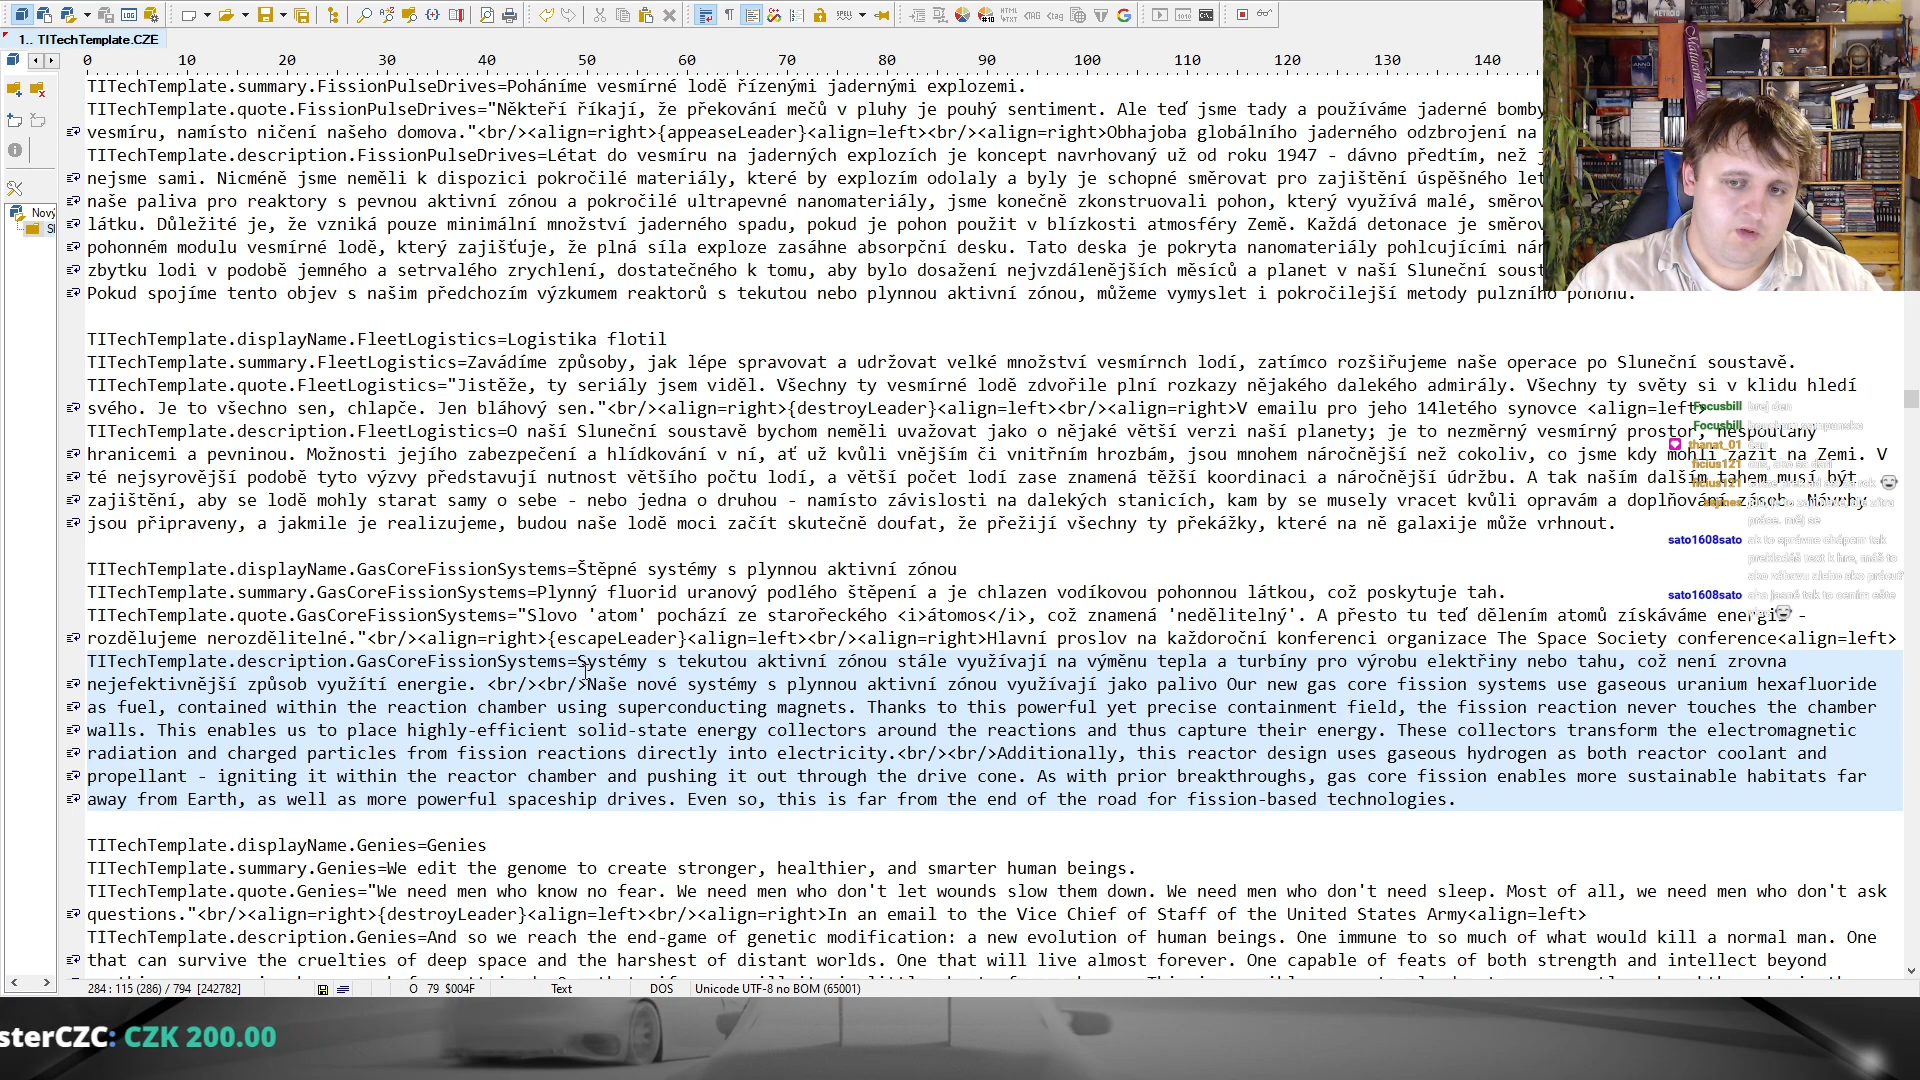 1.. TITechTemplate.CZE
0 10 20 30 40 50 60 70 80 90 100 110 120 130 140
TITechTemplate.summary.FissionPulseDrives=Poháníme vesmírné lodě řízenými jadernými explozemi.
TITechTemplate.quote.FissionPulseDrives="Někteří říkají, že překování mečů v pluhy je pouhý sentiment. Ale teď jsme tady a používáme jaderné bomby
vesmíru, namísto ničení našeho domova."<br/><align=right>{appeaseLeader}<align=left><br/><align=right>Obhajoba globálního jaderného odzbrojení na
TITechTemplate.description.FissionPulseDrives=Létat do vesmíru na jaderných explozích je koncept navrhovaný už od roku 1947 - dávno předtím, než
nejsme sami. Nicméně jsme neměli k dispozici pokročilé materiály, které by explozím odolaly a byly je schopné směrovat pro zajištění úspěšného
naše paliva pro reaktory s pevnou aktivní zónou a pokročilé ultrapevné nanomateriály, jsme konečně zkonstruovali pohon, který využívá malé,
látku. Důležité je, že vzniká pouze minimální množství jaderného spadu, pokud je pohon použit v blízkosti atmosféry Země. Každá detonace je
pohonném modulu vesmírné lodě, který zajišťuje, že plná síla exploze zasáhne absorpční desku. Tato deska je pokryta nanomateriály pohlcujícími
zbytku lodi v podobě jemného a setrvalého zrychlení, dostatečného k tomu, aby bylo dosažení nejvzdálenějších měsíců a planet v naší Sluneční
Pokud spojíme tento objev s našim předchozím výzkumem reaktorů s tekutou nebo plynnou aktivní zónou, můžeme vymyslet i pokročilejší metody pulzního pohonu.
TITechTemplate.displayName.FleetLogistics=Logistika flotil
TITechTemplate.summary.FleetLogistics=Zavádíme způsoby, jak lépe spravovat a udržovat velké množství vesmírnch lodí, zatímco rozšiřujeme naše operace po Sluneční soustavě.
TITechTemplate.quote.FleetLogistics="Jistěže, ty seriály jsem viděl. Všechny ty vesmírné lodě zdvořile plní rozkazy nějakého dalekého admirály. Všechny ty světy si v klidu hledí
svého. Je to všechno sen, chlapče. Jen bláhový sen."<br/><align=right>{destroyLeader}<align=left><br/><align=right>V emailu pro jeho 14letého synovce <align=left>
TITechTemplate.description.FleetLogistics=O naší Sluneční soustavě bychom neměli uvažovat jako o nějaké větší verzi naší planety; je to nezměrný vesmírný prostor, nespoutaný
hranicemi a pevninou. Možnosti jejího zabezpečení a hlídkování v ní, ať už kvůli vnějším či vnitřním hrozbám, jsou mnohem náročnější než cokoliv, co jsme kdy mohli zažít na Zemi. V
té nejsyrovější podobě tyto výzvy představují nutnost většího počtu lodí, a větší počet lodí zase znamená těžší koordinaci a náročnější údržbu. A tak naším dalším tahem musí být
zajištění, aby se lodě mohly starat samy o sebe - nebo jedna o druhou - namísto závislosti na dalekých stanicích, kam by se musely vracet kvůli opravám a doplňování zásob. Návrhy
jsou připraveny, a jakmile je realizujeme, budou naše lodě moci začít skutečně doufat, že přežijí všechny ty překážky, které na ně galaxije může vrhnout.
TITechTemplate.displayName.GasCoreFissionSystems=Štěpné systémy s plynnou aktivní zónou
TITechTemplate.summary.GasCoreFissionSystems=Plynný fluorid uranový podlého štěpení a je chlazen vodíkovou pohonnou látkou, což poskytuje tah.
TITechTemplate.quote.GasCoreFissionSystems="Slovo 'atom' pochází ze starořeckého <i>átomos</i>, což znamená 'nedělitelný'. A přesto tu teď dělením atomů získáváme energii -
rozdělujeme nerozdělitelné."<br/><align=right>{escapeLeader}<align=left><br/><align=right>Hlavní proslov na každoroční konferenci organizace The Space Society conference<align=left>
TITechTemplate.description.GasCoreFissionSystems=Systémy s tekutou aktivní zónou stále využívají na výměnu tepla a turbíny pro výrobu elektřiny nebo tahu, což není zrovna
nejefektivnější způsob využítí energie. <br/><br/>Naše nové systémy s plynnou aktivní zónou využívají jako palivo Our new gas core fission systems use gaseous uranium hexafluoride
as fuel, contained within the reaction chamber using superconducting magnets. Thanks to this powerful yet precise containment field, the fission reaction never touches the chamber
walls. This enables us to place highly-efficient solid-state energy collectors around the reactions and thus capture their energy. These collectors transform the electromagnetic
radiation and charged particles from fission reactions directly into electricity.<br/><br/>Additionally, this reactor design uses gaseous hydrogen as both reactor coolant and
propellant - igniting it within the reactor chamber and pushing it out through the drive cone. As with prior breakthroughs, gas core fission enables more sustainable habitats far
away from Earth, as well as more powerful spaceship drives. Even so, this is far from the end of the road for fission-based technologies.
TITechTemplate.displayName.Genies=Genies
TITechTemplate.summary.Genies=We edit the genome to create stronger, healthier, and smarter human beings.
TITechTemplate.quote.Genies="We need men who know no fear. We need men who don't let wounds slow them down. We need men who don't need sleep. Most of all, we need men who don't ask
questions."<br/><align=right>{destroyLeader}<align=left><br/><align=right>In an email to the Vice Chief of Staff of the United States Army<align=left>
TITechTemplate.description.Genies=And so we reach the end-game of genetic modification: a new evolution of human beings. One immune to so much of what would kill a normal man. One
that can survive the cruelties of deep space and the harshest of distant worlds. One that will live almost forever. One capable of feats of both strength and intellect beyond
Focusbill brej den
Focusbill
thanat_01
ficius121
ficius121
sato1608sato ok to správne chápem tak
prekladáš text k hre, máš to
sato1608sato
284 : 115 (286) / 794 [242782] O 79 $004F Text DOS Unicode UTF-8 no BOM (65001)
sterCZC: CZK 200.00